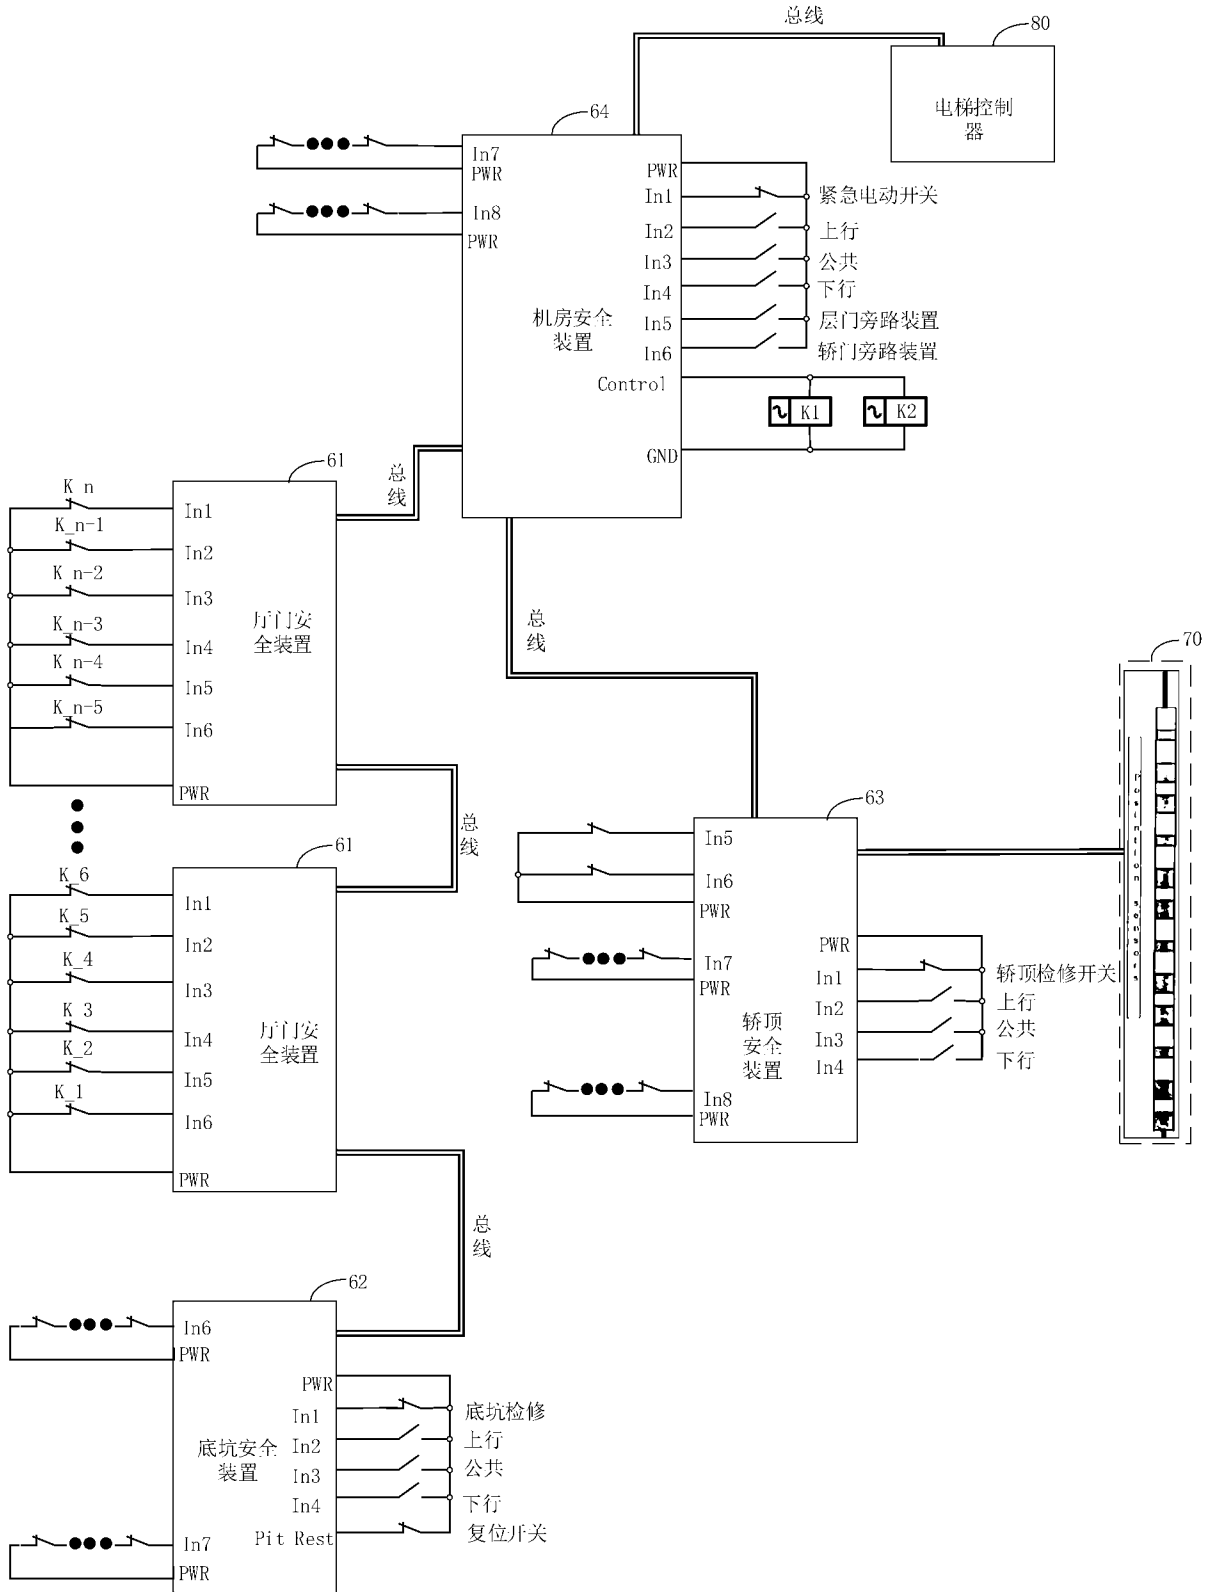 总线
80
电梯控制
器
64
In7
PWR
In8
PWR
PWR
In1
In2
In3
In4
In5
In6
Control
GND
机房安全
装置
紧急电动开关
上行
公共
下行
层门旁路装置
轿门旁路装置
K1
K2
总
线
61
K n
K_n-1
K n-2
K_n-3
K n-4
K_n-5
In1
In2
In3
In4
In5
In6
PWR
厅门安
全装置
总
线
总
线
61
K_6
K_5
K_4
K 3
K_2
K_1
In1
In2
In3
In4
In5
In6
PWR
厅门安
全装置
63
In5
In6
PWR
In7
PWR
In8
PWR
PWR
In1
In2
In3
In4
轿顶
安全
装置
轿顶检修开关
上行
公共
下行
70
Posintion sensors
总
线
62
In6
PWR
In7
PWR
PWR
In1
In2
In3
In4
Pit Rest
底坑安全
装置
底坑检修
上行
公共
下行
复位开关